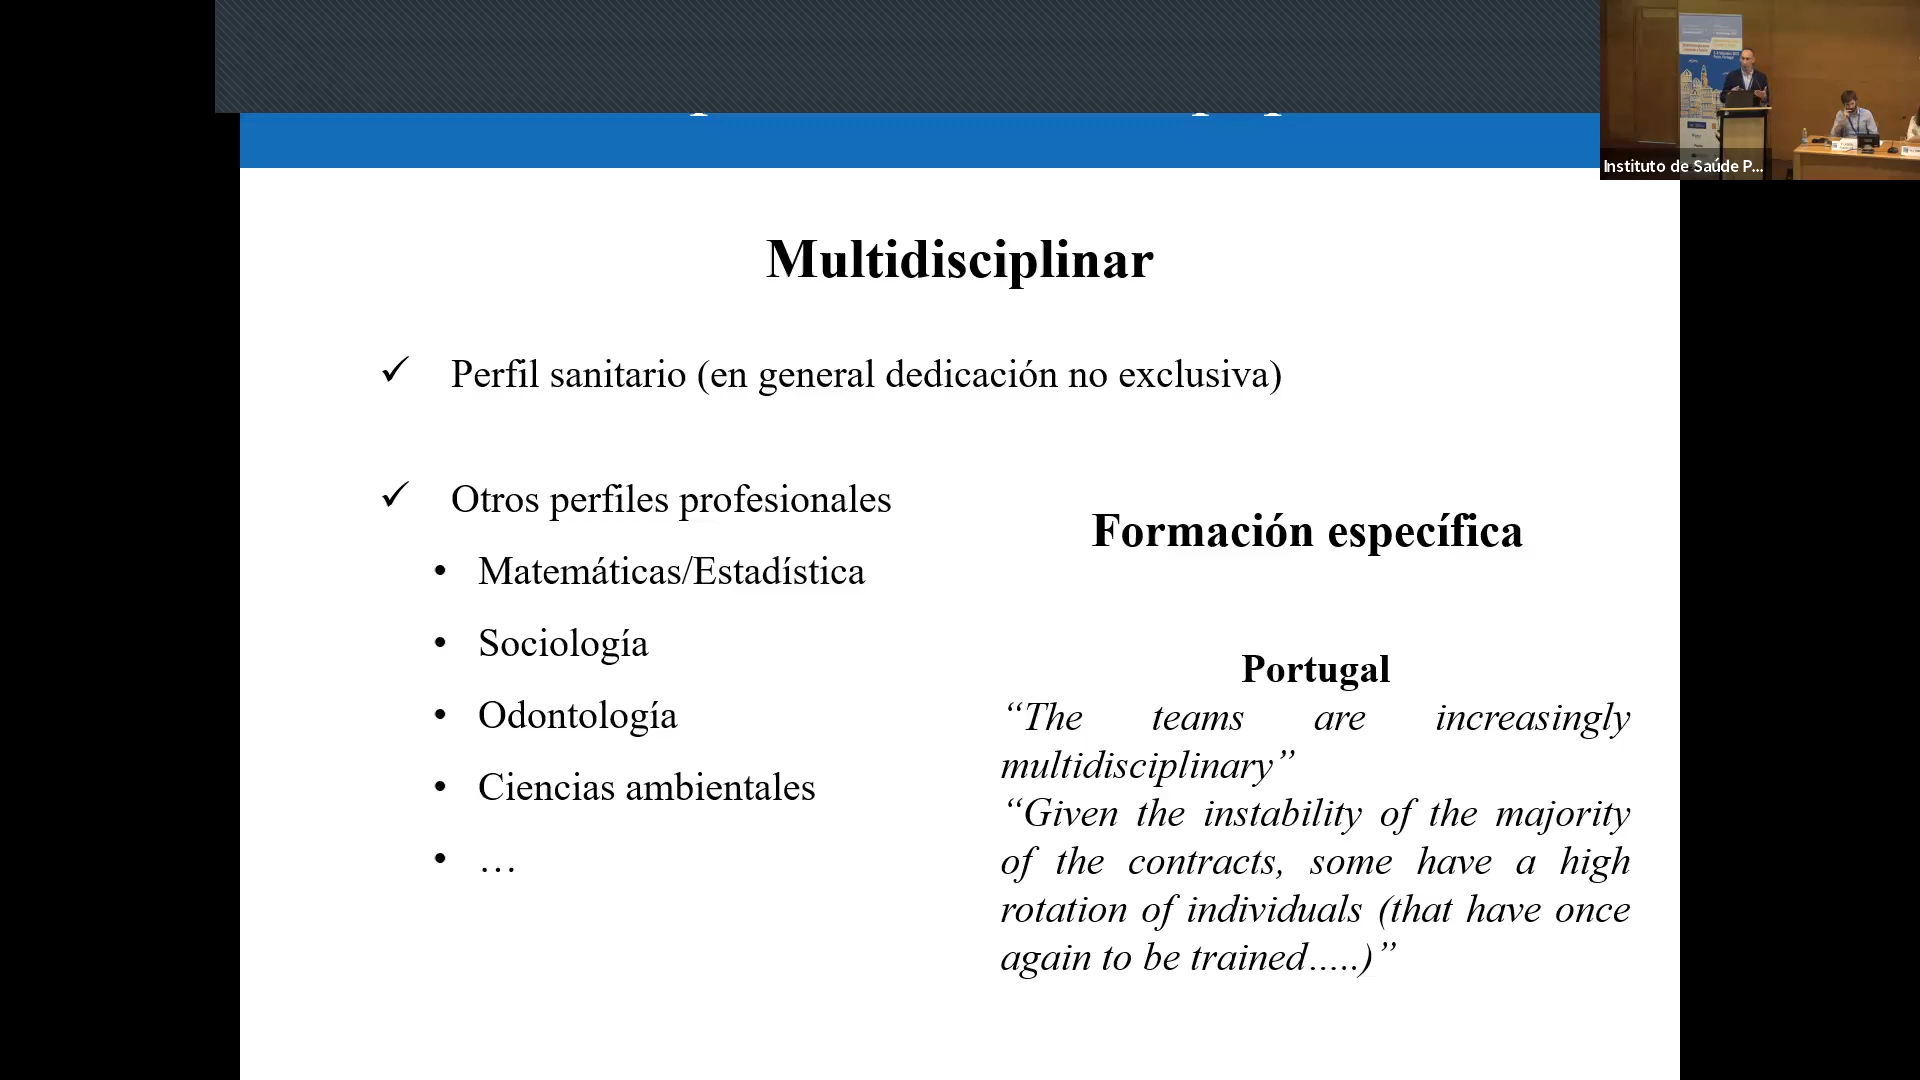 Instituto de Saúde P...
Multidisciplinar
✓ Perfil sanitario (en general dedicación no exclusiva)
✓ Otros perfiles profesionales
• Matemáticas/Estadística
• Sociología
• Odontología
• Ciencias ambientales
• …
Formación específica
Portugal
“The teams are increasingly
multidisciplinary”
“Given the instability of the majority
of the contracts, some have a high
rotation of individuals (that have once
again to be trained…..)”